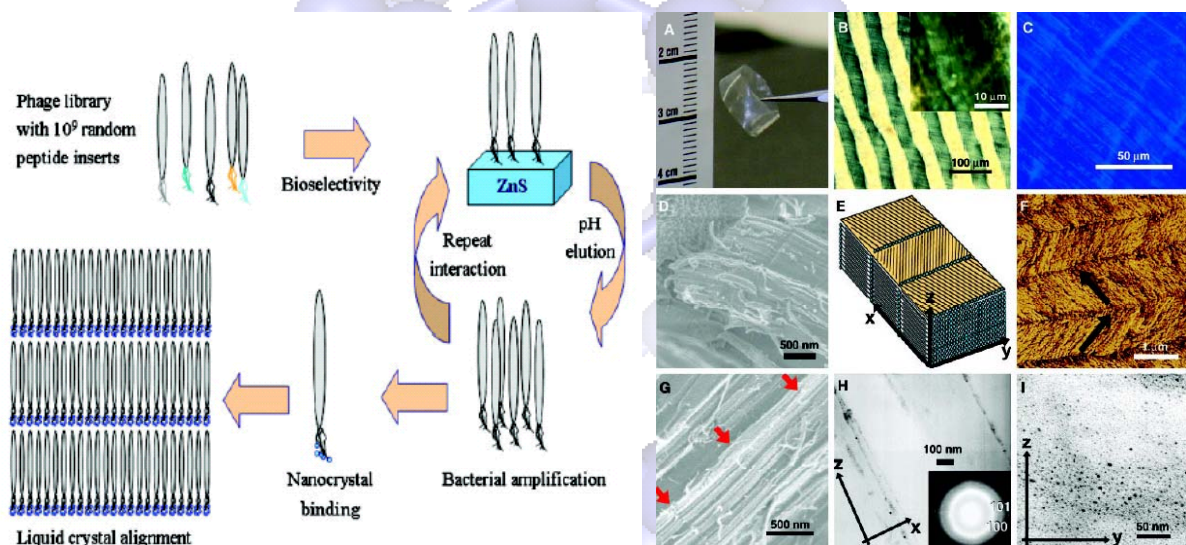 Phage library
with 10⁹ random
peptide inserts
Bioselectivity
ZnS
Repeat
interaction
pH
elution
Nanocrystal
binding
Bacterial amplification
Liquid crystal alignment
A
2 cm
3 cm
4 cm
B
10 μm
100 μm
C
50 μm
D
500 nm
E
z
x
y
F
1 μm
G
500 nm
H
100 nm
z
x
101
100
I
z
y
50 nm